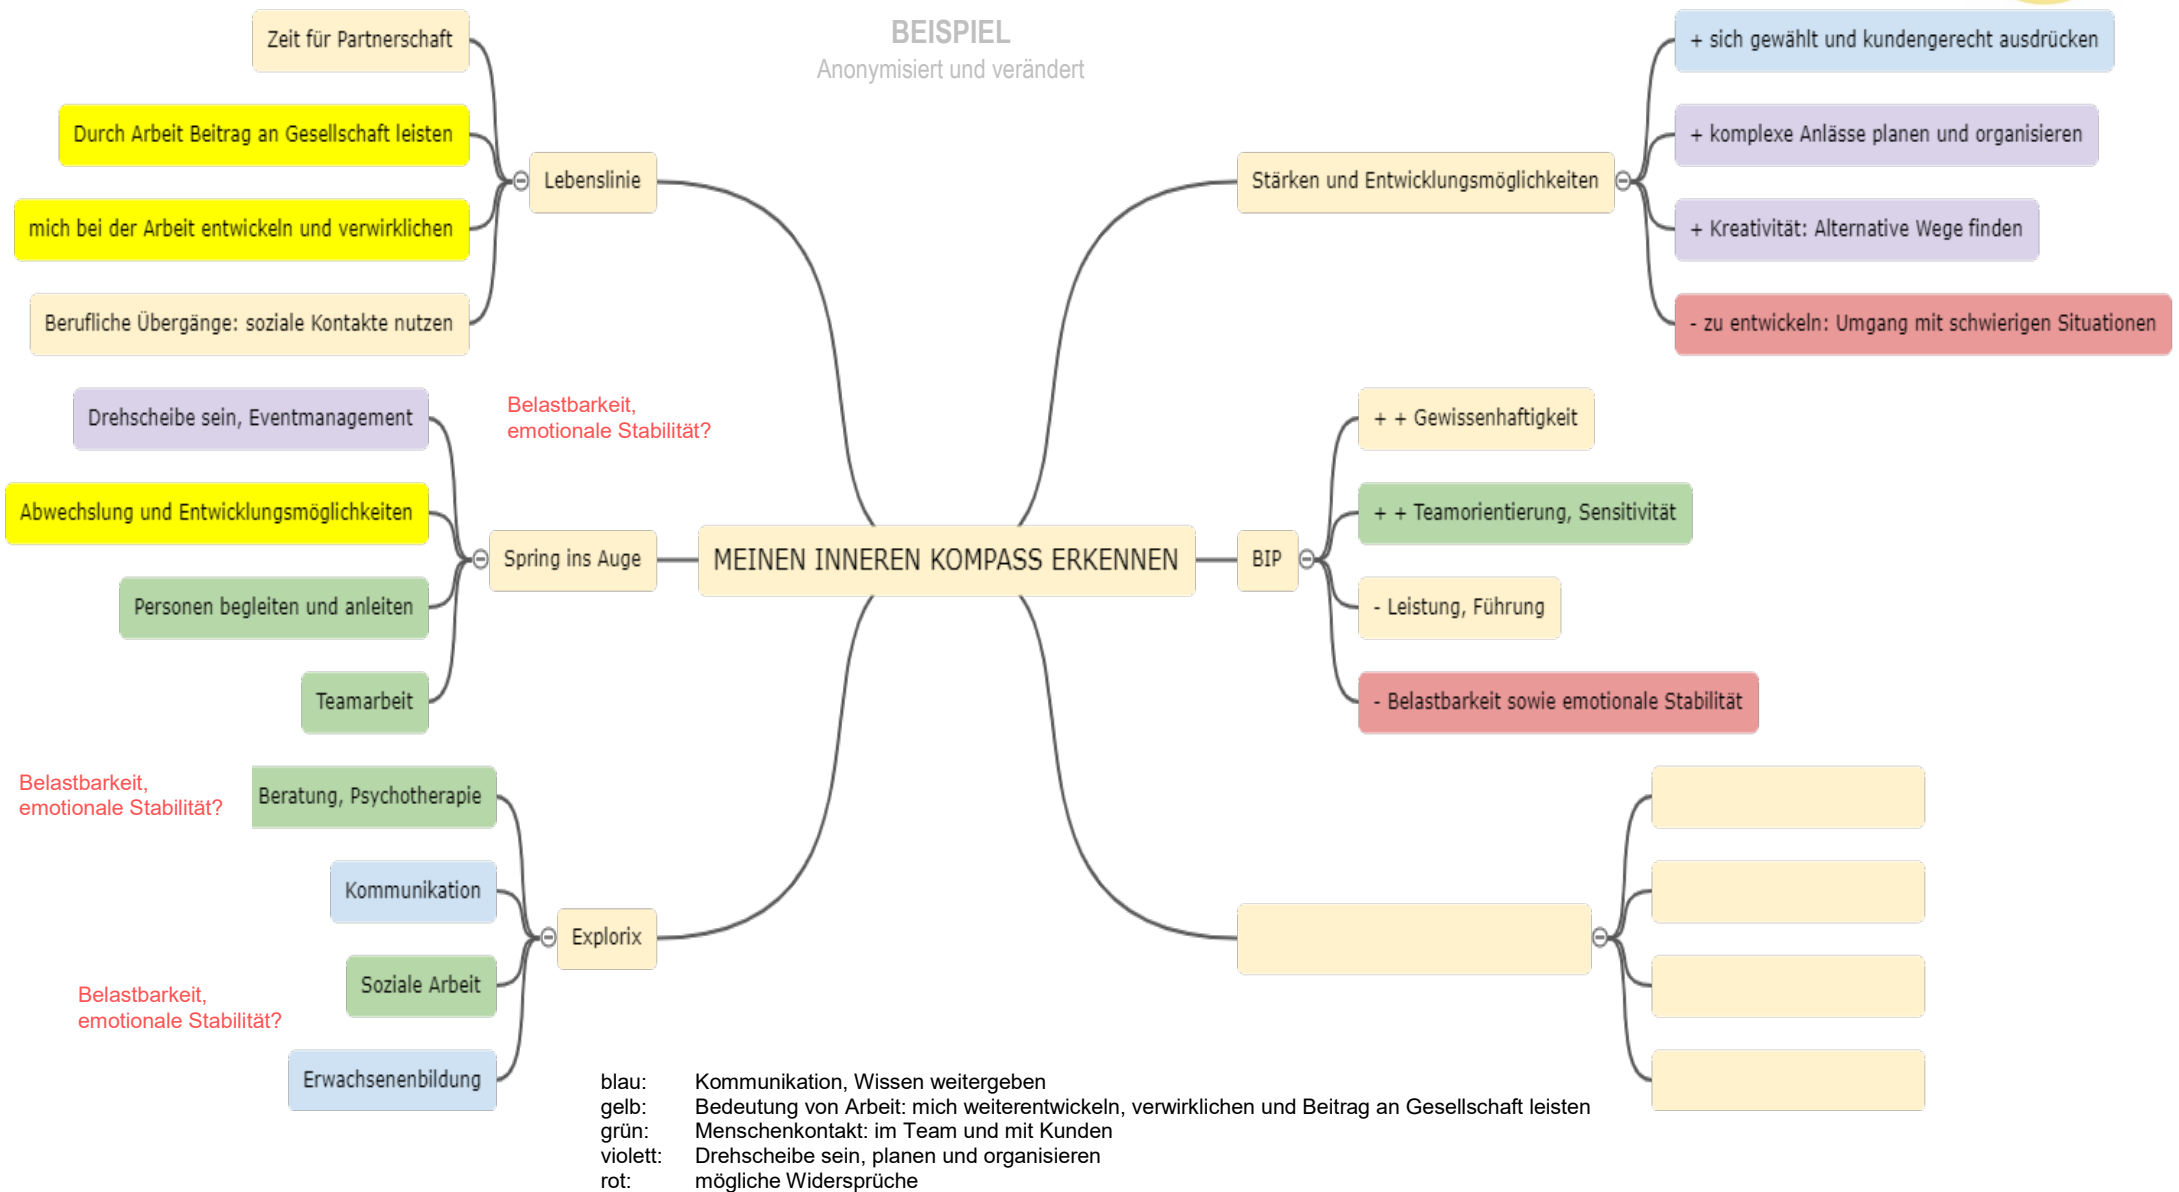 BEISPIEL
Anonymisiert und verändert
Zeit für Partnerschaft
Durch Arbeit Beitrag an Gesellschaft leisten
mich bei der Arbeit entwickeln und verwirklichen
Berufliche Übergänge: soziale Kontakte nutzen
Lebenslinie
Drehscheibe sein, Eventmanagement
Abwechslung und Entwicklungsmöglichkeiten
Personen begleiten und anleiten
Teamarbeit
Spring ins Auge
Belastbarkeit,
emotionale Stabilität?
Beratung, Psychotherapie
Kommunikation
Soziale Arbeit
Erwachsenenbildung
Explorix
Belastbarkeit,
emotionale Stabilität?
Belastbarkeit,
emotionale Stabilität?
MEINEN INNEREN KOMPASS ERKENNEN
Stärken und Entwicklungsmöglichkeiten
+ sich gewählt und kundengerecht ausdrücken
+ komplexe Anlässe planen und organisieren
+ Kreativität: Alternative Wege finden
- zu entwickeln: Umgang mit schwierigen Situationen
BIP
+ + Gewissenhaftigkeit
+ + Teamorientierung, Sensitivität
- Leistung, Führung
- Belastbarkeit sowie emotionale Stabilität
blau: Kommunikation, Wissen weitergeben
gelb: Bedeutung von Arbeit: mich weiterentwickeln, verwirklichen und Beitrag an Gesellschaft leisten
grün: Menschenkontakt: im Team und mit Kunden
violett: Drehscheibe sein, planen und organisieren
rot: mögliche Widersprüche